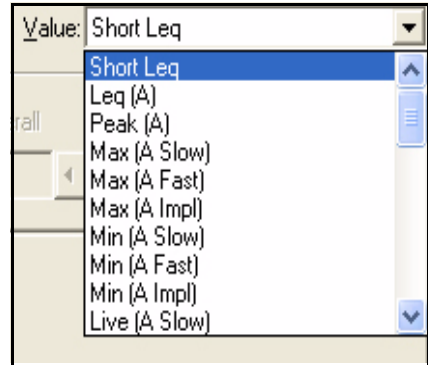 Value: Short Leq
Short Leq
Leq (A)
Peak (A)
rall
Max (A Slow)
Max (A Fast)
Max (A Impl)
Min (A Slow)
Min (A Fast)
Min (A Impl)
Live (A Slow)